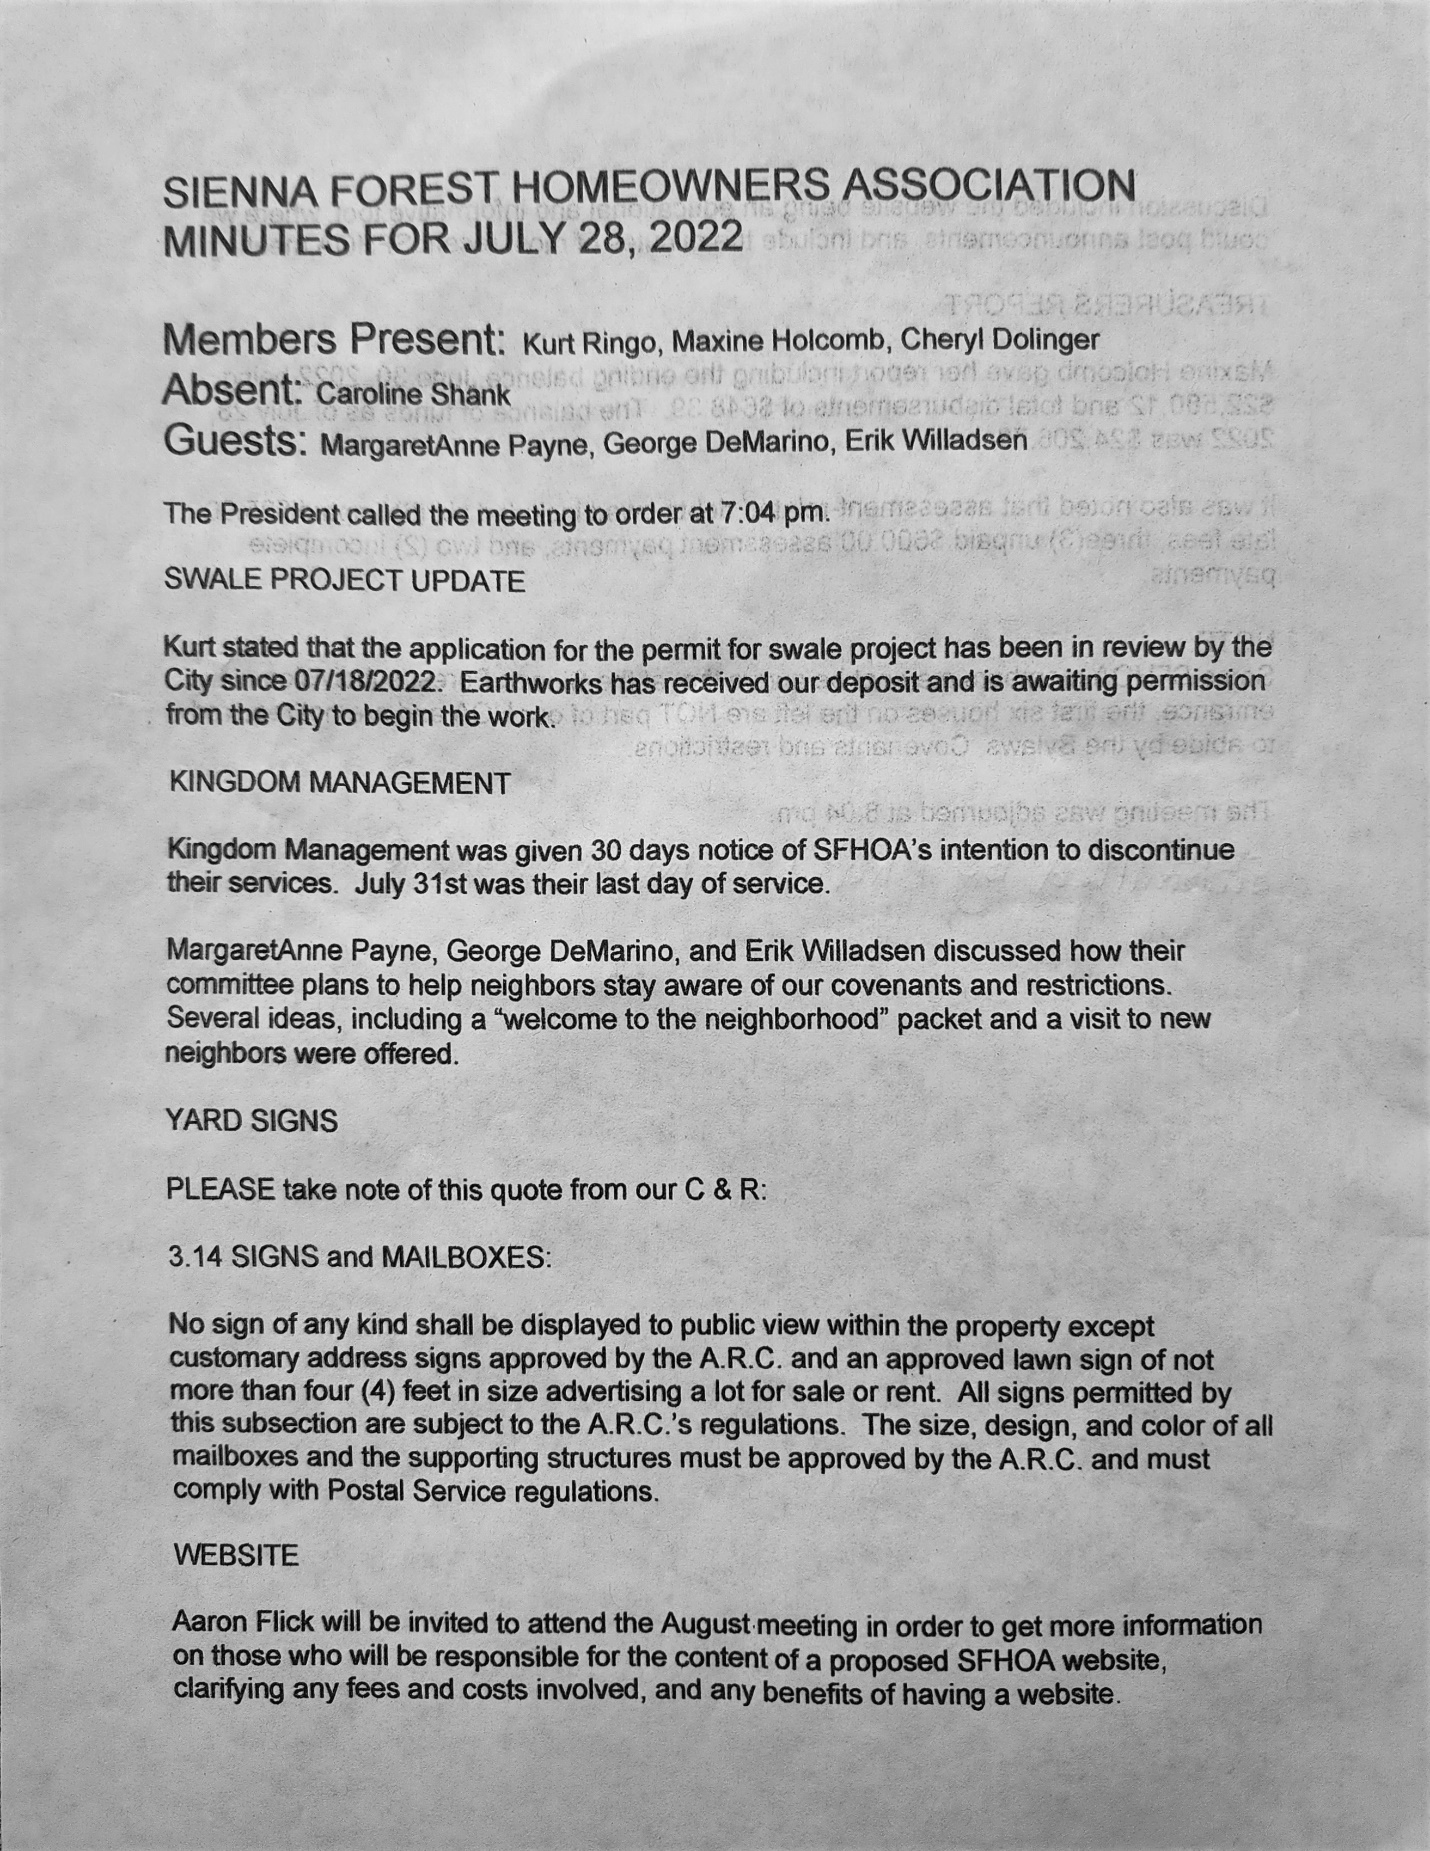 SIENNA FOREST HOMEOWNERS ASSOCIATION
MINUTES FOR JULY 28, 2022
Members Present: Kurt Ringo, Maxine Holcomb, Cheryl Dolinger
Absent: Caroline Shank
Guests: MargaretAnne Payne, George DeMarino, Erik Willadsen
The President called the meeting to order at 7:04 pm.
SWALE PROJECT UPDATE
Kurt stated that the application for the permit for swale project has been in review by the
City since 07/18/2022. Earthworks has received our deposit and is awaiting permission
from the City to begin the work.
KINGDOM MANAGEMENT
Kingdom Management was given 30 days notice of SFHOA's intention to discontinue
their services. July 31st was their last day of service.
MargaretAnne Payne, George DeMarino, and Erik Willadsen discussed how their
committee plans to help neighbors stay aware of our covenants and restrictions.
Several ideas, including a “welcome to the neighborhood” packet and a visit to new
neighbors were offered.
YARD SIGNS
PLEASE take note of this quote from our C & R:
3.14 SIGNS and MAILBOXES:
No sign of any kind shall be displayed to public view within the property except
customary address signs approved by the A.R.C. and an approved lawn sign of not
more than four (4) feet in size advertising a lot for sale or rent. All signs permitted by
this subsection are subject to the A.R.C.'s regulations. The size, design, and color of all
mailboxes and the supporting structures must be approved by the A.R.C. and must
comply with Postal Service regulations.
WEBSITE
Aaron Flick will be invited to attend the August meeting in order to get more information
on those who will be responsible for the content of a proposed SFHOA website,
clarifying any fees and costs involved, and any benefits of having a website.